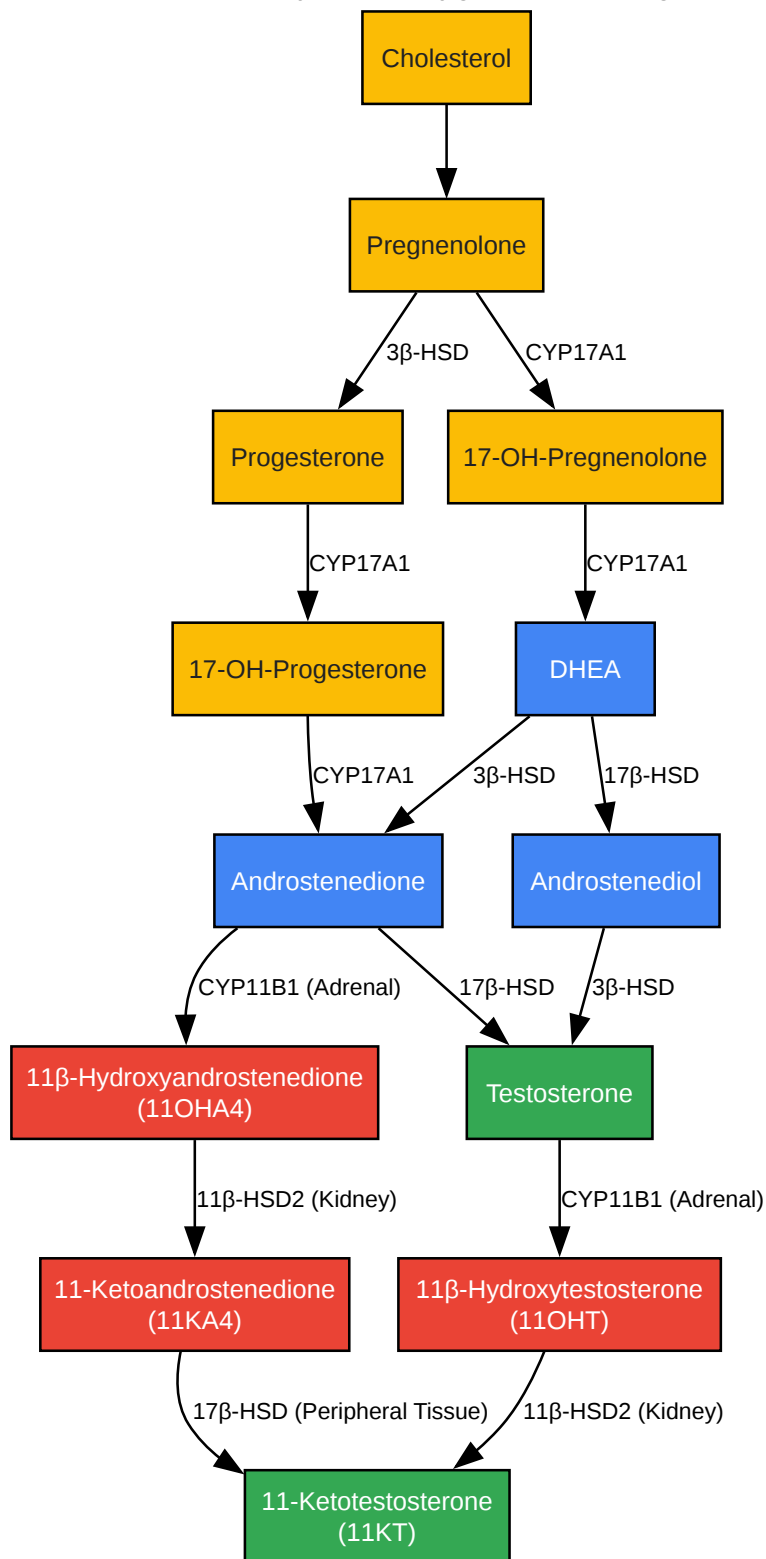 Cholesterol
Pregnenolone
3β-HSD
CYP17A1
Progesterone
17-OH-Pregnenolone
CYP17A1
CYP17A1
17-OH-Progesterone
DHEA
CYP17A1
3β-HSD
17β-HSD
Androstenedione
Androstenediol
CYP11B1 (Adrenal)
17β-HSD
3β-HSD
11β-Hydroxyandrostenedione
(11OHA4)
Testosterone
11β-HSD2 (Kidney)
CYP11B1 (Adrenal)
11-Ketoandrostenedione
(11KA4)
11β-Hydroxytestosterone
(11OHT)
17β-HSD (Peripheral Tissue)
11β-HSD2 (Kidney)
11-Ketotestosterone
(11KT)